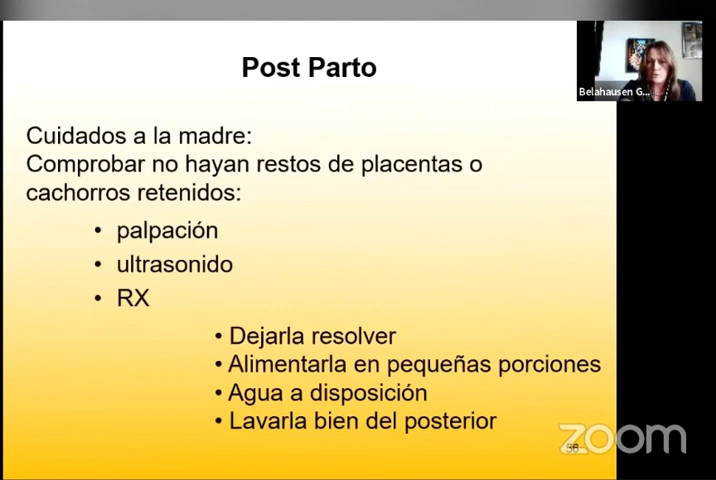 Post Parto
Belahausen G...
Cuidados a la madre:
Comprobar no hayan restos de placentas o
cachorros retenidos:
• palpación
• ultrasonido
• RX
• Dejarla resolver
• Alimentarla en pequeñas porciones
• Agua a disposición
• Lavarla bien del posterior
zoom